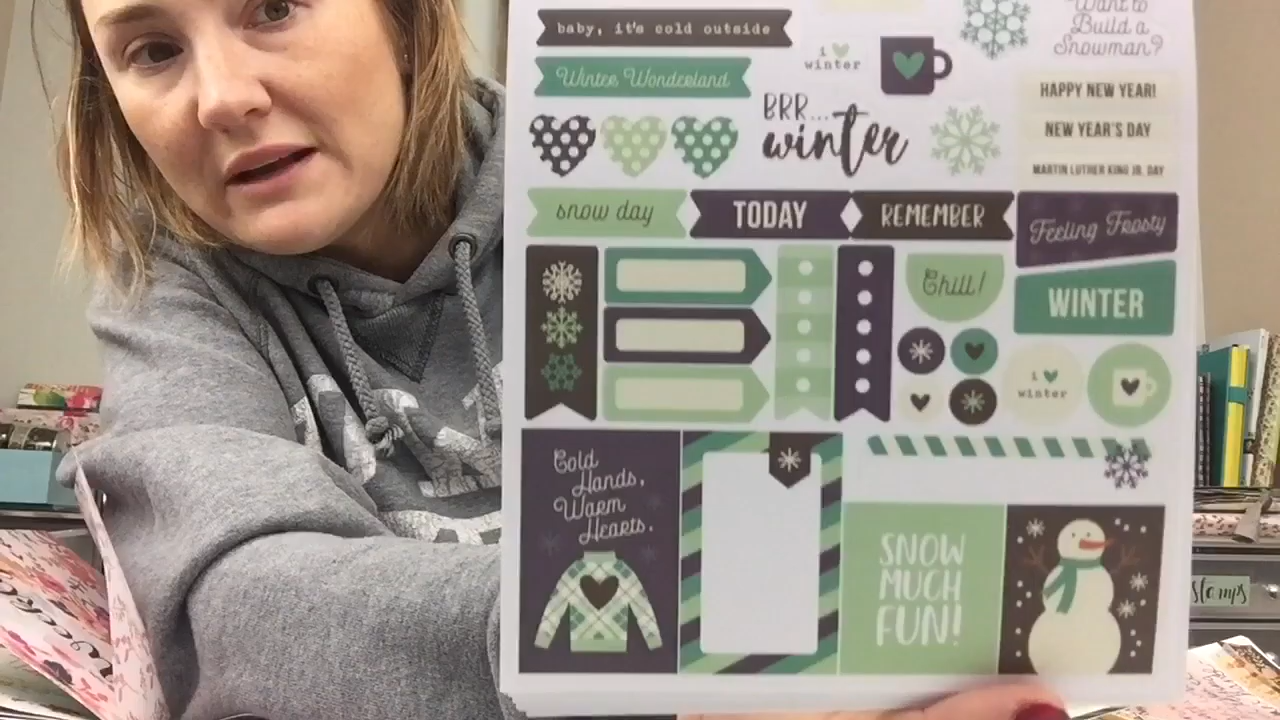 baby, it's cold outside
i
winter
Want to
Build a
Snowman?
Winter Wonderland
BRR...
winter
HAPPY NEW YEAR!
NEW YEAR'S DAY
MARTIN LUTHER KING JR. DAY
snow day
TODAY
REMEMBER
Feeling Frosty
Chill!
WINTER
i
winter
Cold
Hands,
Warm
Hearts.
SNOW
MUCH
FUN!
stamps